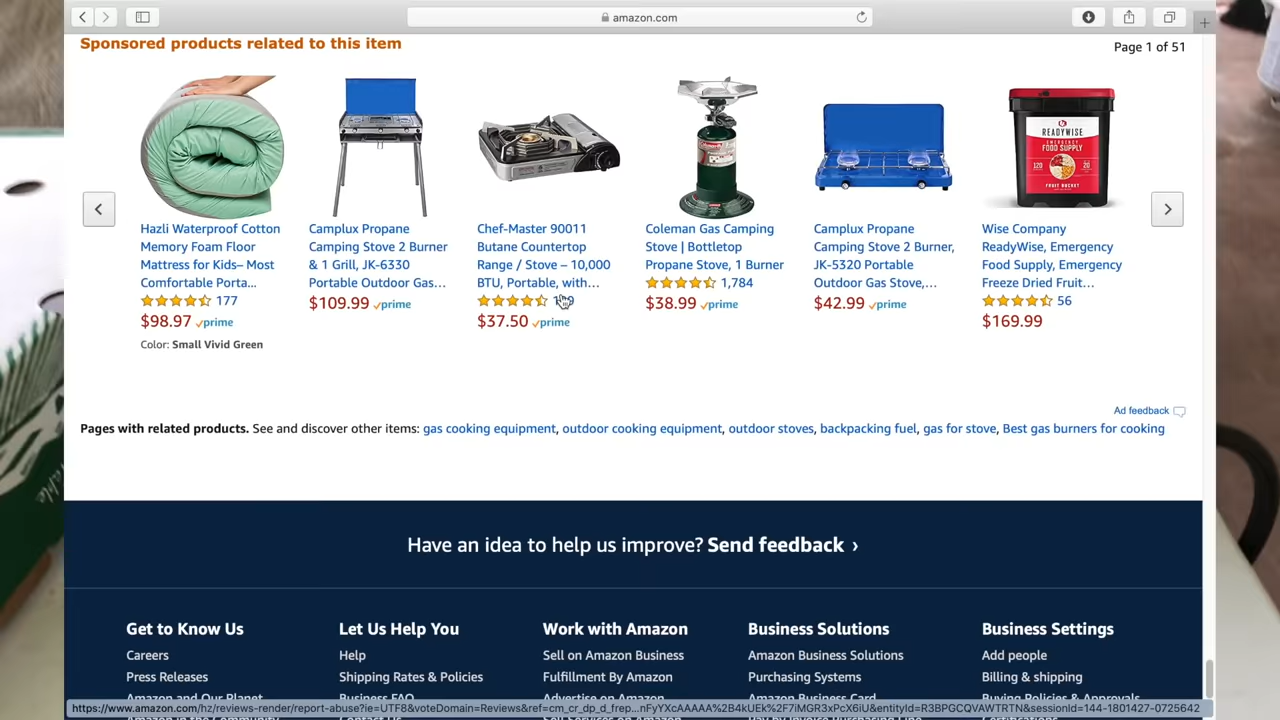 amazon.com
Sponsored products related to this item
Page 1 of 51
READYWISE
EMERGENCY
FOOD SUPPLY
120
20
FRUIT BUCKET
Hazli Waterproof Cotton
Memory Foam Floor
Mattress for Kids– Most
Comfortable Porta...
177
$98.97 prime
Color: Small Vivid Green
Camplux Propane
Camping Stove 2 Burner
& 1 Grill, JK-6330
Portable Outdoor Gas...
$109.99 prime
Chef-Master 90011
Butane Countertop
Range / Stove – 10,000
BTU, Portable, with...
$37.50 prime
Coleman Gas Camping
Stove | Bottletop
Propane Stove, 1 Burner
1,784
$38.99 prime
Camplux Propane
Camping Stove 2 Burner,
JK-5320 Portable
Outdoor Gas Stove,...
$42.99 prime
Wise Company
ReadyWise, Emergency
Food Supply, Emergency
Freeze Dried Fruit...
56
$169.99
Ad feedback
Pages with related products. See and discover other items: gas cooking equipment, outdoor cooking equipment, outdoor stoves, backpacking fuel, gas for stove, Best gas burners for cooking
Have an idea to help us improve? Send feedback ›
Get to Know Us
Careers
Press Releases
Amazon and Our Planet
Let Us Help You
Help
Shipping Rates & Policies
Business FAQ
Work with Amazon
Sell on Amazon Business
Fulfillment By Amazon
Advertise on Amazon
Business Solutions
Amazon Business Solutions
Purchasing Systems
Amazon Business Card
Business Settings
Add people
Billing & shipping
Buying Policies & Approvals
https://www.amazon.com/hz/reviews-render/report-abuse?ie=UTF8&voteDomain=Reviews&ref=cm_cr_dp_d_frep...nFyYXcAAAAA%2B4kUEk%2F7iMGR3xPcX6iU&entityId=R3BPGCQVAWTRTN&sessionId=144-1801427-0725642